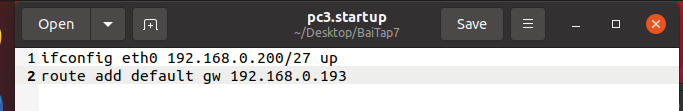 Open
pc3.startup
~/Desktop/BaiTap7
Save
1 ifconfig eth0 192.168.0.200/27 up
2 route add default gw 192.168.0.193